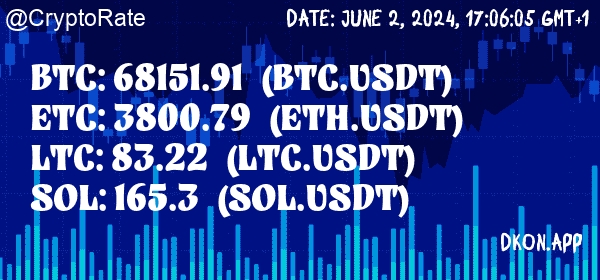 @CryptoRate
DATE: JUNE 2, 2024, 17:06:05 GMT+1
BTC: 68151.91 (BTC.USDT)
ETC: 3800.79 (ETH.USDT)
LTC: 83.22 (LTC.USDT)
SOL: 165.3 (SOL.USDT)
DKON.APP